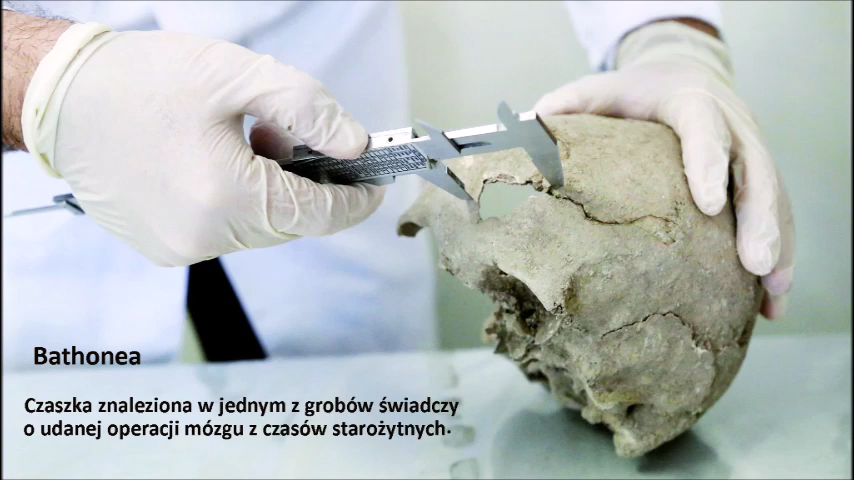 Bathonea
Czaszka znaleziona w jednym z grobów świadczy
o udanej operacji mózgu z czasów starożytnych.